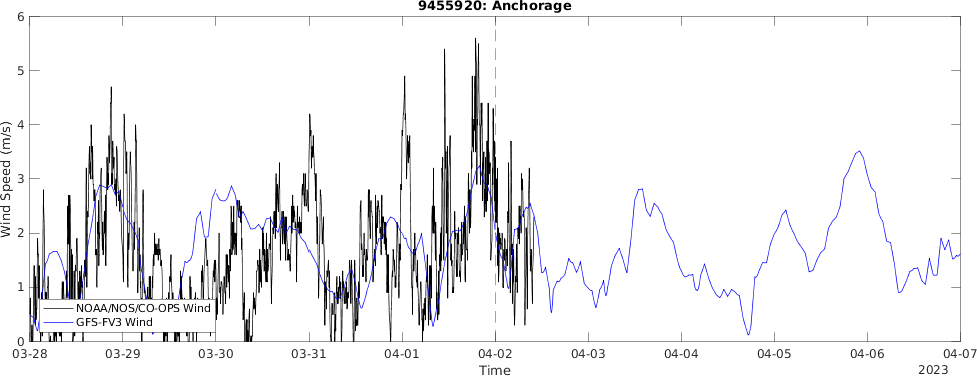 9455920: Anchorage
Wind Speed (m/s)
6
5
4
3
2
1
0
NOAA/NOS/CO-OPS Wind
GFS-FV3 Wind
03-28 03-29 03-30 03-31 04-01 04-02 04-03 04-04 04-05 04-06 04-07
Time
2023